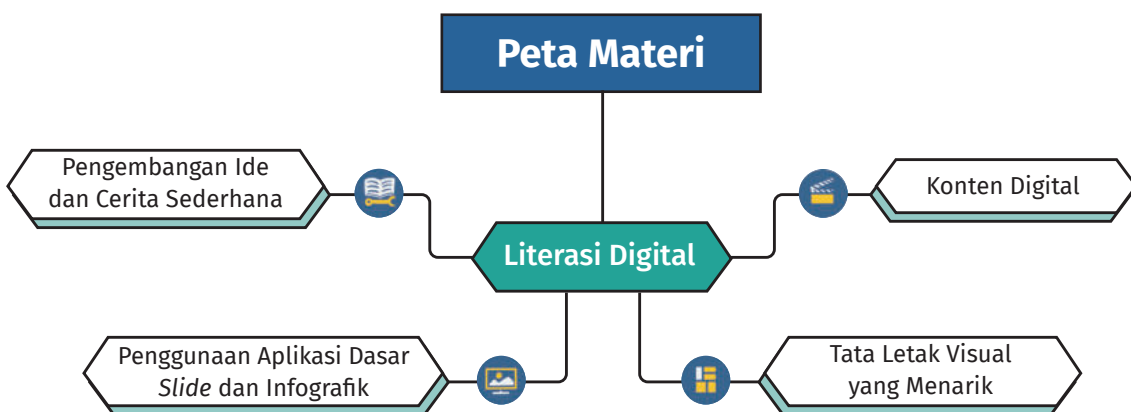 Peta Materi
Pengembangan Ide
dan Cerita Sederhana
Konten Digital
Literasi Digital
Penggunaan Aplikasi Dasar
Slide dan Infografik
Tata Letak Visual
yang Menarik